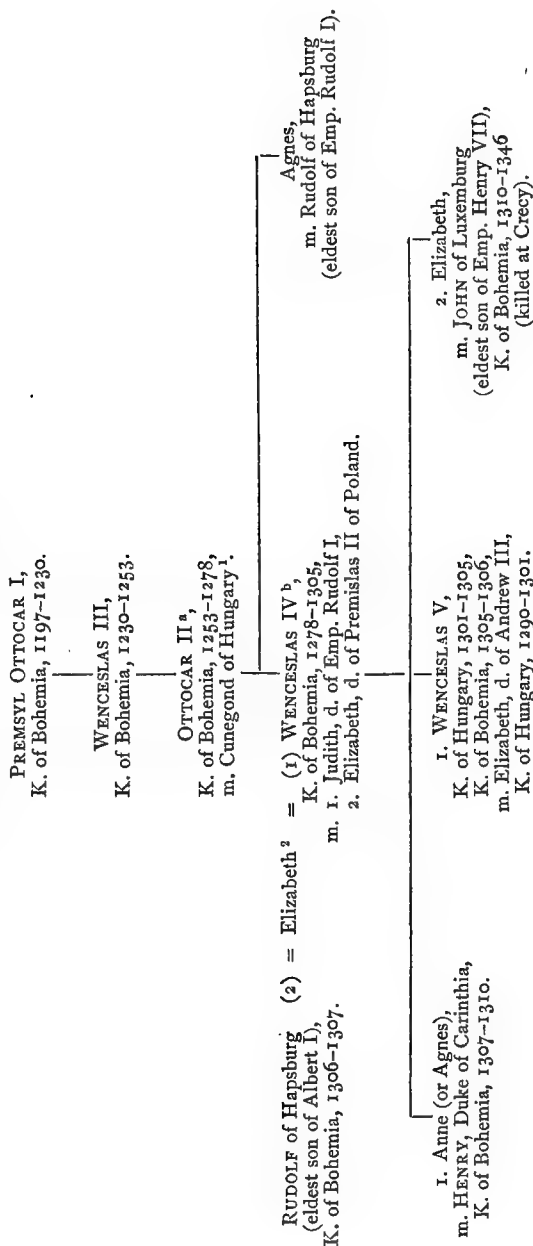 PREMSYL OTTOCAR I,
K. of Bohemia, 1197-1230.
WENCESLAS III,
K. of Bohemia, 1230-1253.
OTTOCAR II ᵃ,
K. of Bohemia, 1253-1278,
m. Cunegond of Hungary ¹.
RUDOLF of Hapsburg (2) = Elizabeth ² = (1) WENCESLAS IV ᵇ,
(eldest son of Albert I),
K. of Bohemia, 1306-1307.
K. of Bohemia, 1278-1305,
m. 1. Judith, d. of Emp. Rudolf I,
2. Elizabeth, d. of Premislas II of Poland.
Agnes,
m. Rudolf of Hapsburg
(eldest son of Emp. Rudolf I).
1. Anne (or Agnes),
m. HENRY, Duke of Carinthia,
K. of Bohemia, 1307-1310.
1. WENCESLAS V,
K. of Hungary, 1301-1305,
K. of Bohemia, 1305-1306,
m. Elizabeth, d. of Andrew III,
K. of Hungary, 1290-1301.
2. Elizabeth,
m. JOHN of Luxemburg
(eldest son of Emp. Henry VII),
K. of Bohemia, 1310-1346
(killed at Crecy).